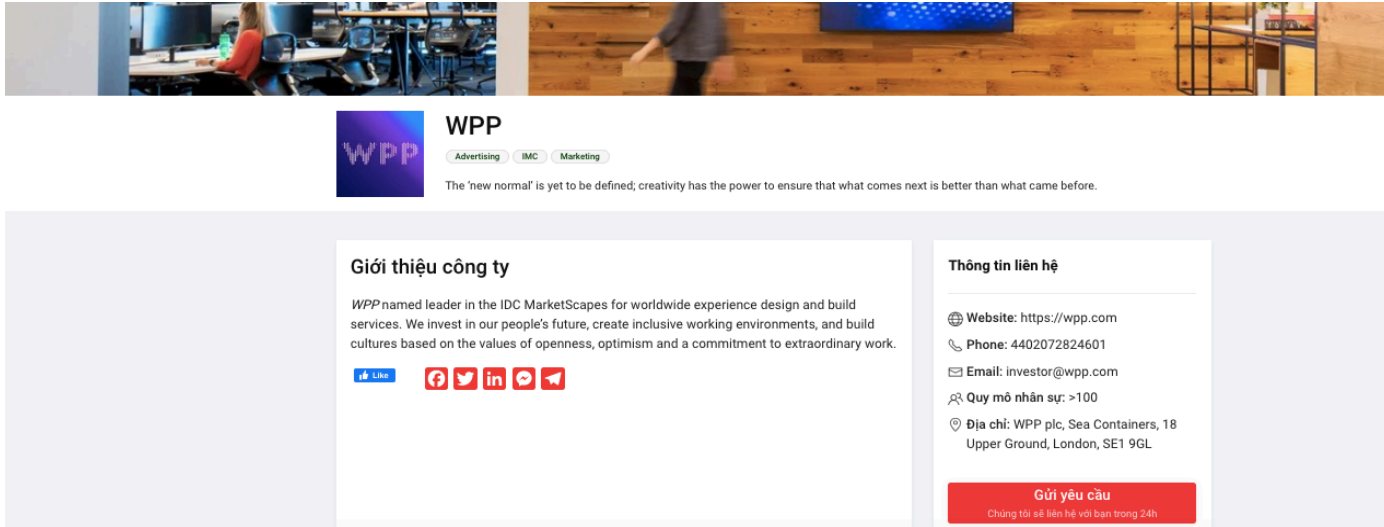 WPP
WPP
Advertising IMC Marketing
The ‘new normal’ is yet to be defined; creativity has the power to ensure that what comes next is better than what came before.
Giới thiệu công ty
WPP named leader in the IDC MarketScapes for worldwide experience design and build
services. We invest in our people’s future, create inclusive working environments, and build
cultures based on the values of openness, optimism and a commitment to extraordinary work.
Like
Thông tin liên hệ
Website: https://wpp.com
Phone: 4402072824601
Email: investor@wpp.com
Quy mô nhân sự: >100
Địa chỉ: WPP plc, Sea Containers, 18
Upper Ground, London, SE1 9GL
Gửi yêu cầu
Chúng tôi sẽ liên hệ với bạn trong 24h